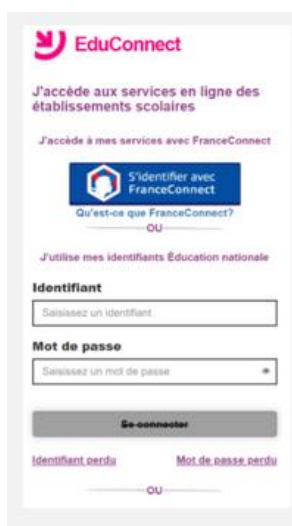 EduConnect
J'accède aux services en ligne des
établissements scolaires
J'accède à mes services avec FranceConnect
S'identifier avec
FranceConnect
Qu'est-ce que FranceConnect?
OU
J'utilise mes identifiants Éducation nationale
Identifiant
Saisissez un identifiant
Mot de passe
Saisissez un mot de passe
Se connecter
Identifiant perdu Mot de passe perdu
OU